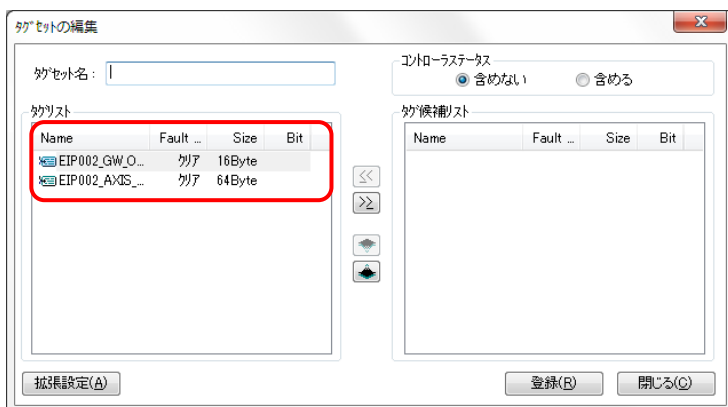 タグセットの編集
タグセット名：
コントローラステータス
含めない
含める
タグリスト
Name Fault ... Size Bit
EIP002_GW_O... クリア 16Byte
EIP002_AXIS_... クリア 64Byte
<<
>>
タグ候補リスト
Name Fault ... Size Bit
拡張設定(A)
登録(R)
閉じる(C)